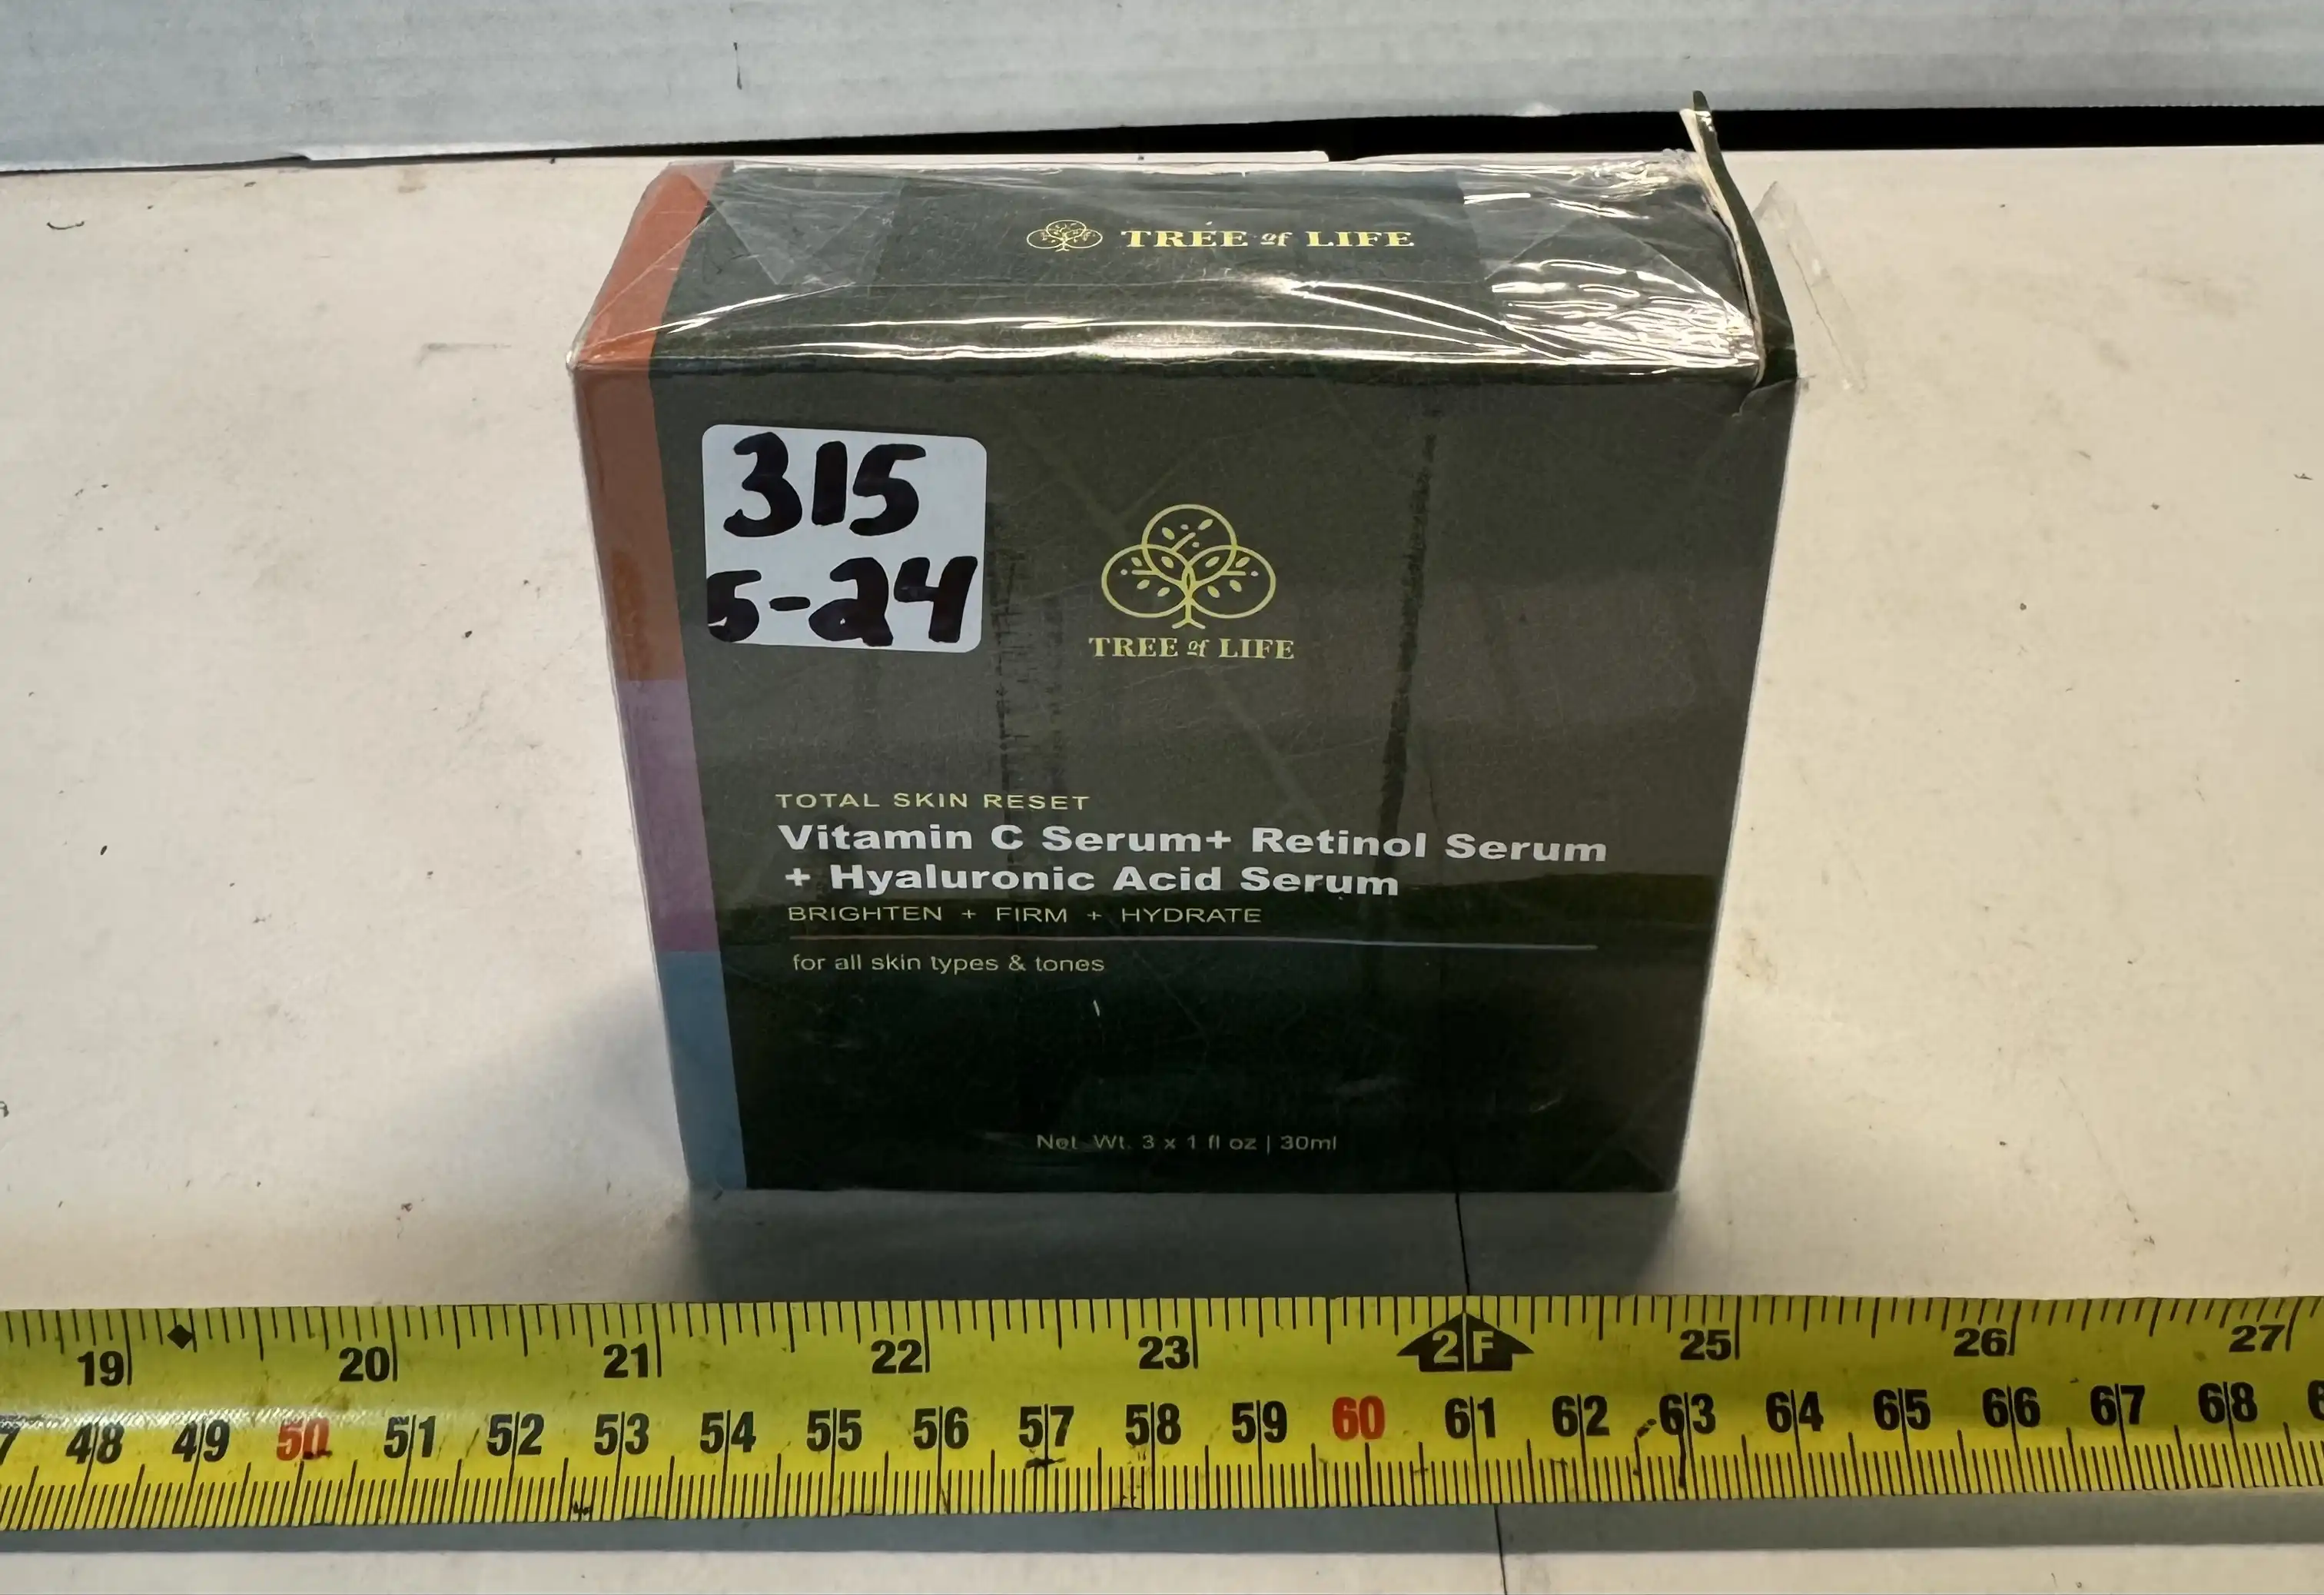 TREE of LIFE
315
5-24
TREE of LIFE
TOTAL SKIN RESET
Vitamin C Serum+ Retinol Serum
+ Hyaluronic Acid Serum
BRIGHTEN + FIRM + HYDRATE
for all skin types & tones
Net Wt. 3 x 1 fl oz | 30ml
19 20 21 22 23 2F 25 26 27
7 48 49 50 51 52 53 54 55 56 57 58 59 60 61 62 63 64 65 66 67 68